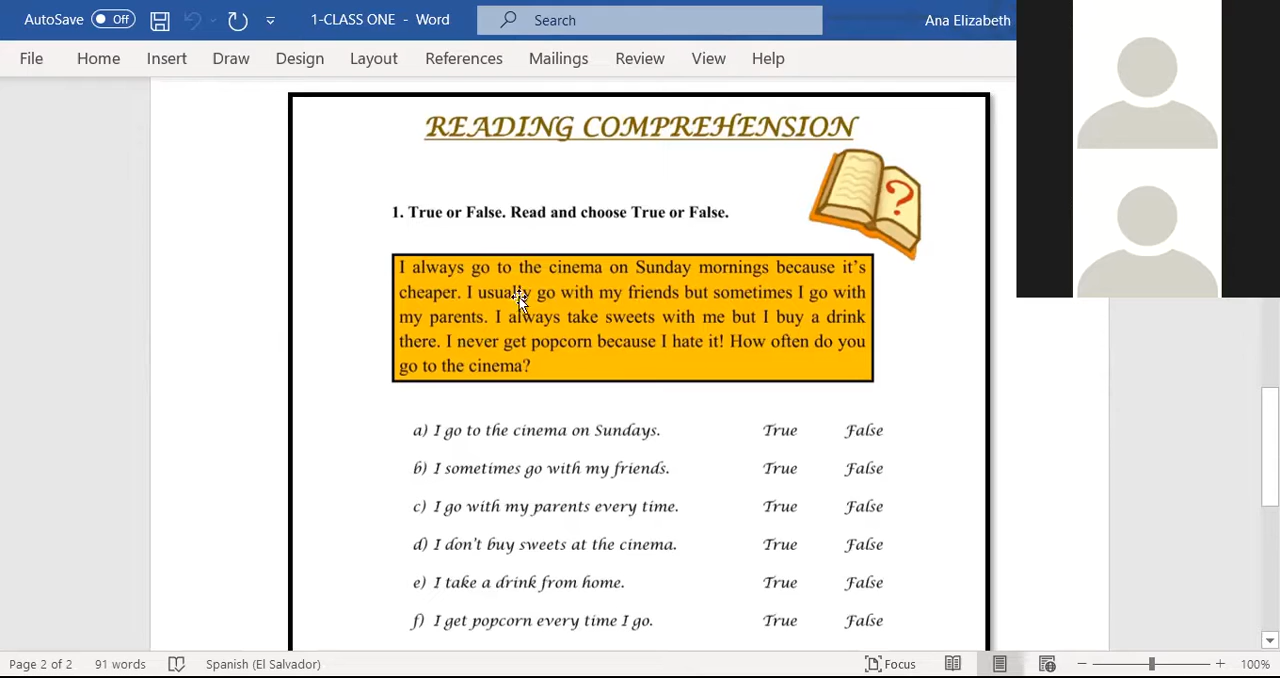 AutoSave Off 1-CLASS ONE - Word Search Ana Elizabeth
File Home Insert Draw Design Layout References Mailings Review View Help
READING COMPREHENSION
?
1. True or False. Read and choose True or False.
I always go to the cinema on Sunday mornings because it's
cheaper. I usually go with my friends but sometimes I go with
my parents. I always take sweets with me but I buy a drink
there. I never get popcorn because I hate it! How often do you
go to the cinema?
a) I go to the cinema on Sundays. True False
b) I sometimes go with my friends. True False
c) I go with my parents every time. True False
d) I don't buy sweets at the cinema. True False
e) I take a drink from home. True False
f) I get popcorn every time I go. True False
Page 2 of 2 91 words Spanish (El Salvador) Focus 100%